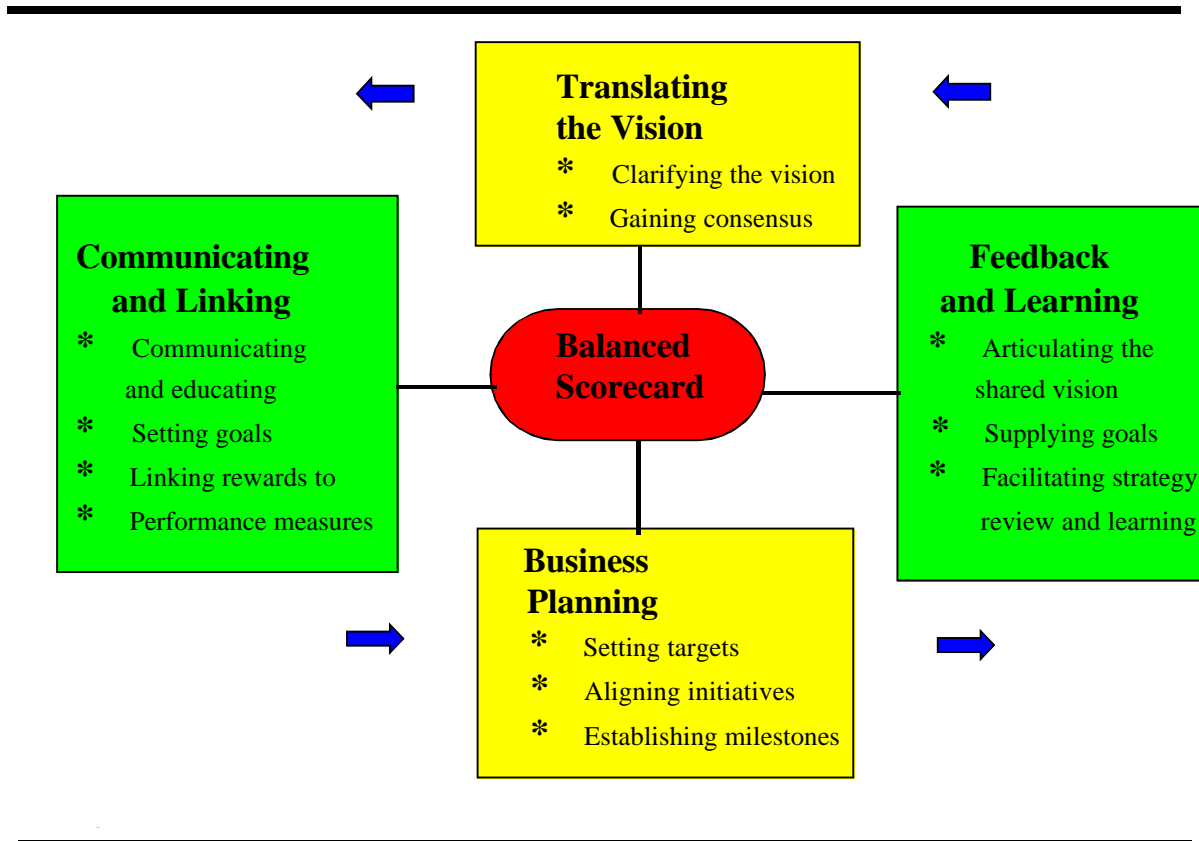 Translating
the Vision
* Clarifying the vision
* Gaining consensus
Communicating
and Linking
* Communicating
and educating
* Setting goals
* Linking rewards to
* Performance measures
Balanced
Scorecard
Feedback
and Learning
* Articulating the
shared vision
* Supplying goals
* Facilitating strategy
review and learning
Business
Planning
* Setting targets
* Aligning initiatives
* Establishing milestones